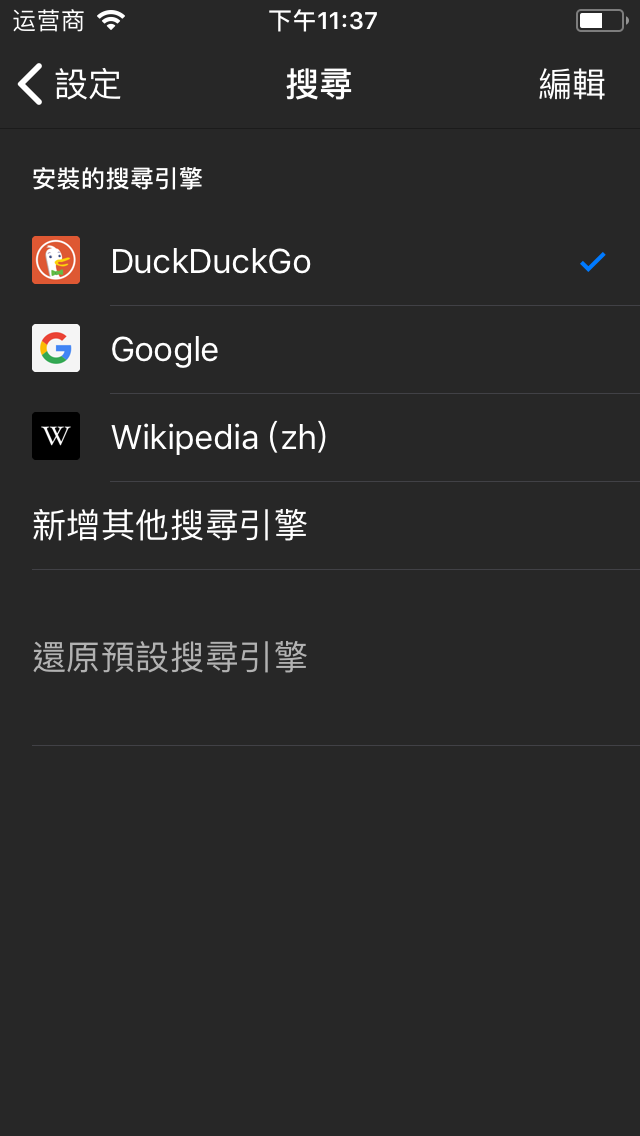 运营商 下午11:37
設定 搜尋 編輯
安裝的搜尋引擎
DuckDuckGo
Google
W Wikipedia (zh)
新增其他搜尋引擎
還原預設搜尋引擎